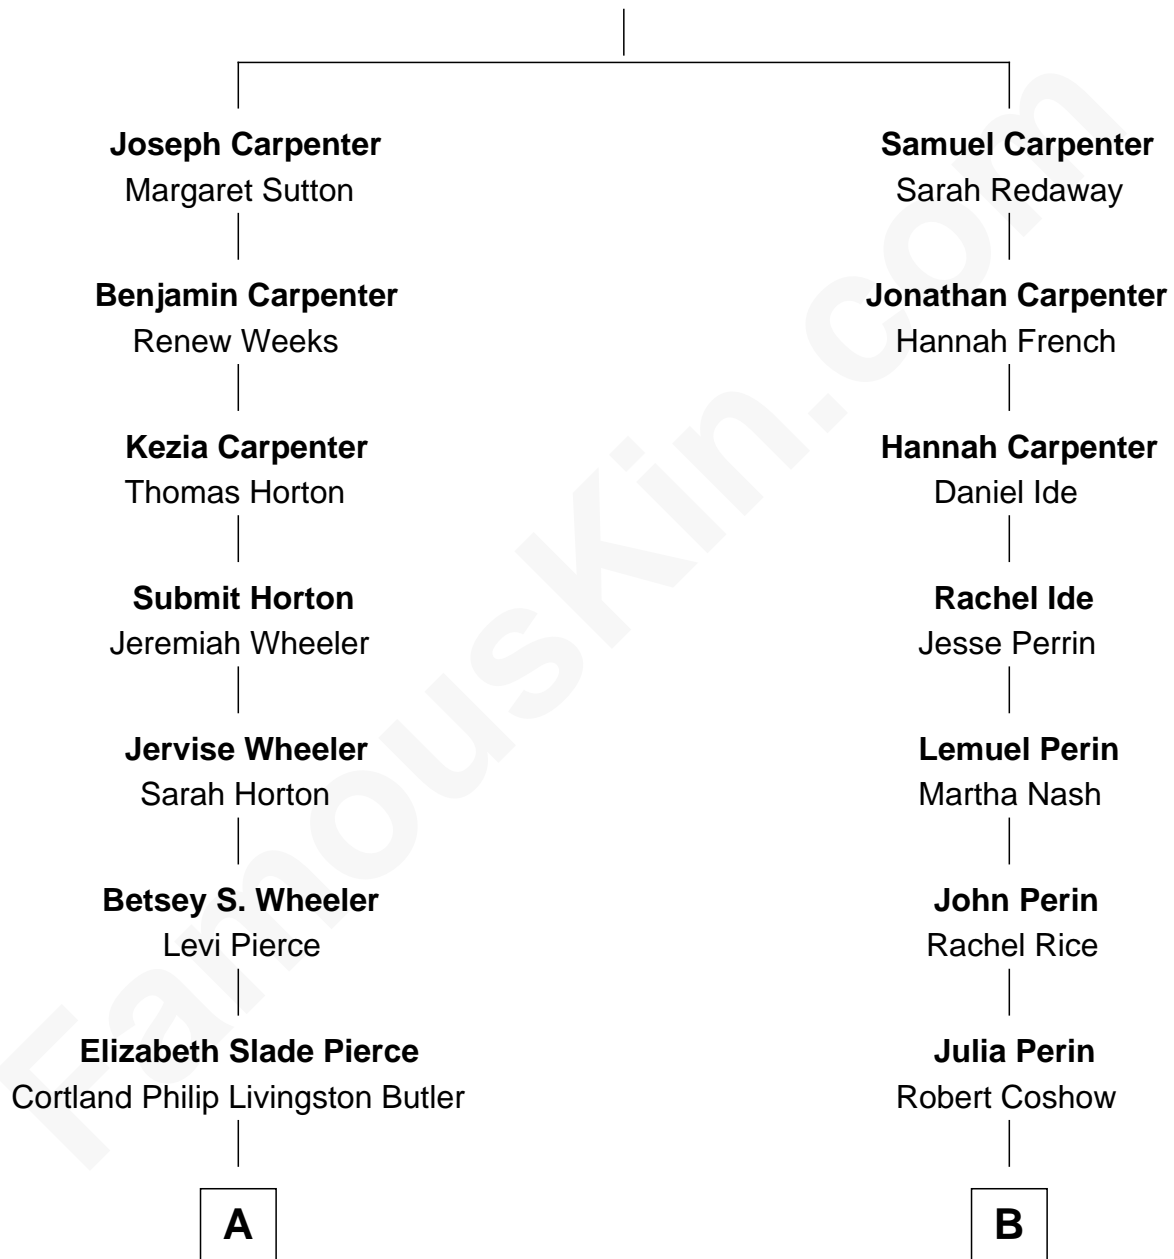 Joseph Carpenter
Margaret Sutton
Benjamin Carpenter
Renew Weeks
Kezia Carpenter
Thomas Horton
Submit Horton
Jeremiah Wheeler
Jervise Wheeler
Sarah Horton
Betsey S. Wheeler
Levi Pierce
Elizabeth Slade Pierce
Cortland Philip Livingston Butler
A
Samuel Carpenter
Sarah Redaway
Jonathan Carpenter
Hannah French
Hannah Carpenter
Daniel Ide
Rachel Ide
Jesse Perrin
Lemuel Perin
Martha Nash
John Perin
Rachel Rice
Julia Perin
Robert Coshow
B
FamousKin.com